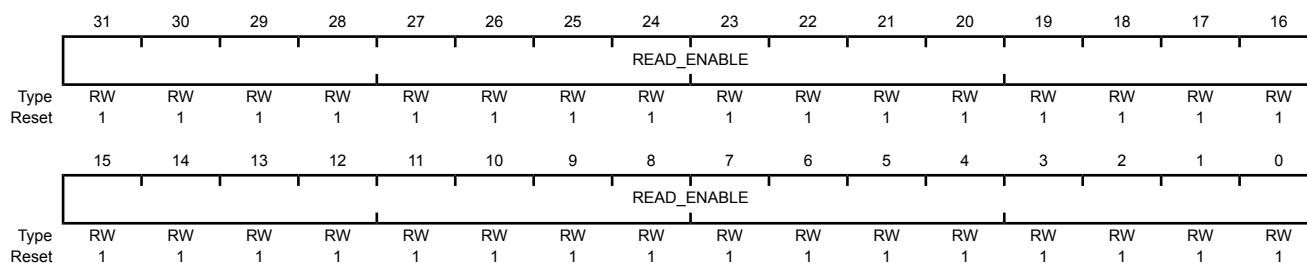 31 30 29 28 27 26 25 24 23 22 21 20 19 18 17 16
READ_ENABLE
Type RW RW RW RW RW RW RW RW RW RW RW RW RW RW RW RW
Reset 1 1 1 1 1 1 1 1 1 1 1 1 1 1 1 1
15 14 13 12 11 10 9 8 7 6 5 4 3 2 1 0
READ_ENABLE
Type RW RW RW RW RW RW RW RW RW RW RW RW RW RW RW RW
Reset 1 1 1 1 1 1 1 1 1 1 1 1 1 1 1 1